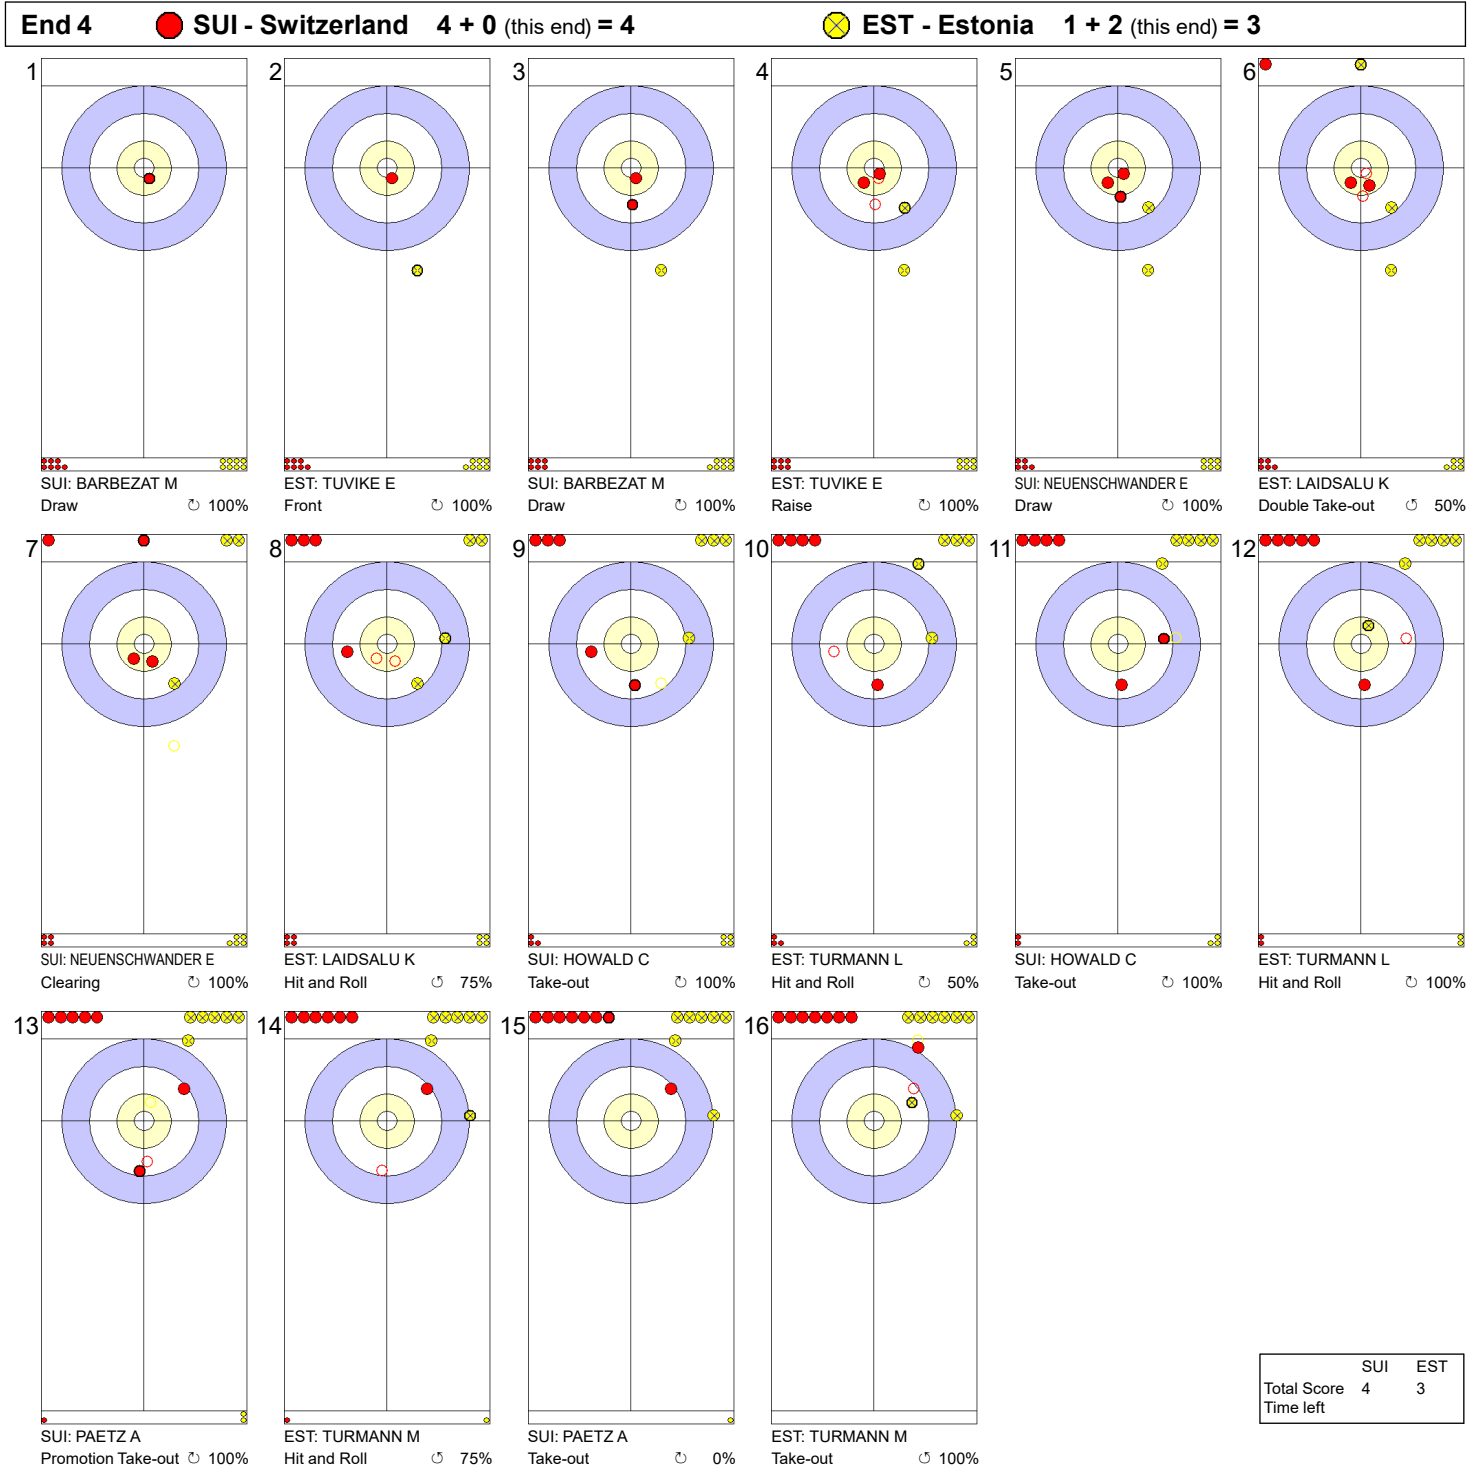 End 4 SUI - Switzerland 4 + 0 (this end) = 4 EST - Estonia 1 + 2 (this end) = 3
1 2 3 4 5 6
SUI: BARBEZAT M EST: TUVIKE E SUI: BARBEZAT M EST: TUVIKE E SUI: NEUENSCHWANDER E EST: LAIDSALU K
Draw ↻ 100% Front ↻ 100% Draw ↻ 100% Raise ↻ 100% Draw ↻ 100% Double Take-out ↺ 50%
7 8 9 10 11 12
SUI: NEUENSCHWANDER E EST: LAIDSALU K SUI: HOWALD C EST: TURMANN L SUI: HOWALD C EST: TURMANN L
Clearing ↻ 100% Hit and Roll ↺ 75% Take-out ↻ 100% Hit and Roll ↺ 50% Take-out ↻ 100% Hit and Roll ↻ 100%
13 14 15 16
SUI: PAETZ A EST: TURMANN M SUI: PAETZ A EST: TURMANN M
Promotion Take-out ↻ 100% Hit and Roll ↺ 75% Take-out ↻ 0% Take-out ↻ 100%
SUI EST
Total Score 4 3
Time left